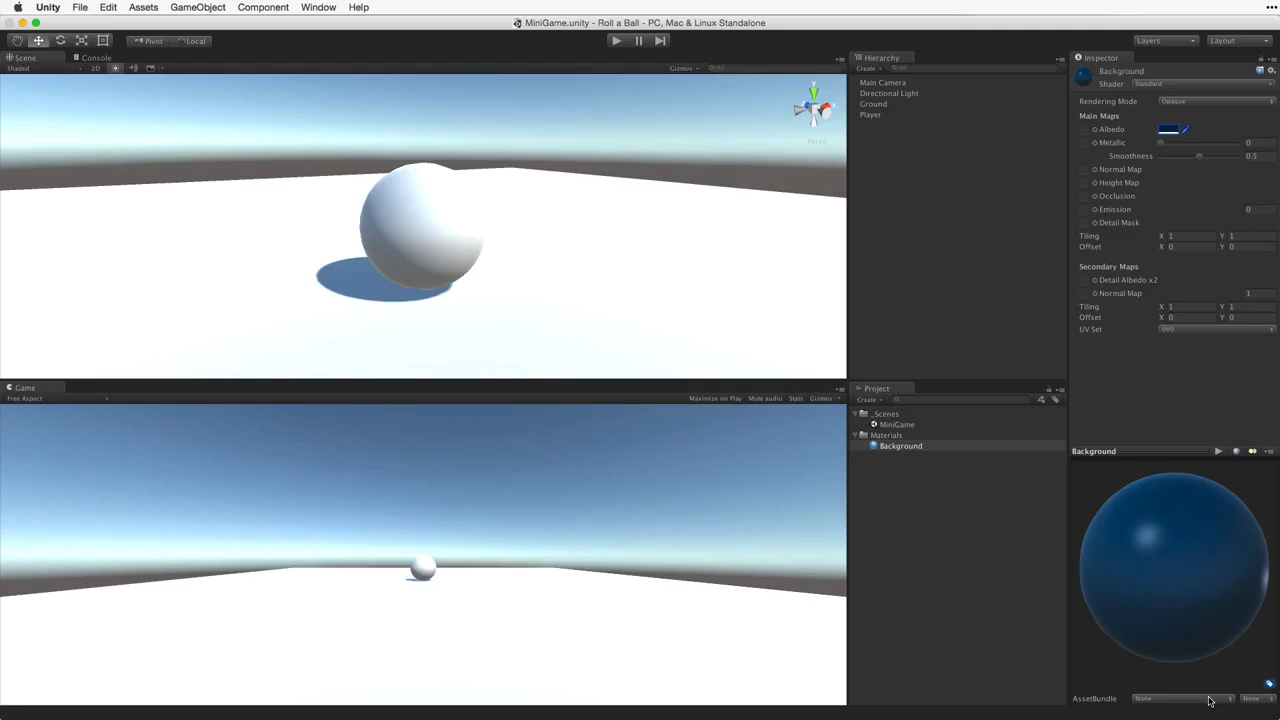 Unity File Edit Assets GameObject Component Window Help
MiniGame.unity - Roll a Ball - PC, Mac & Linux Standalone
Pivot Local Layers Layout
Scene Console Hierarchy Inspector
Shaded 2D Gizmos All Create All
Background
Shader Standard
Main Camera
Directional Light
Ground
Player
Persp
Rendering Mode Opaque
Main Maps
Albedo
Metallic 0
Smoothness 0.5
Normal Map
Height Map
Occlusion
Emission 0
Detail Mask
Tiling X 1 Y 1
Offset X 0 Y 0
Secondary Maps
Detail Albedo x2
Normal Map 1
Tiling X 1 Y 1
Offset X 0 Y 0
UV Set UV0
Game
Free Aspect Maximize on Play Mute audio Stats Gizmos
Project
Create
_Scenes
MiniGame
Materials
Background
Background
AssetBundle None None